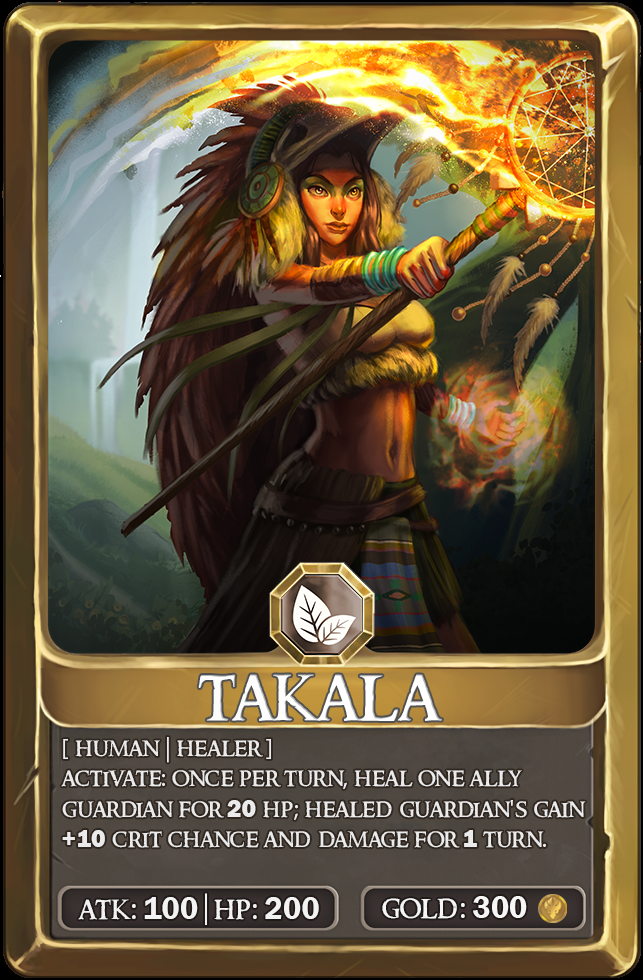 TAKALA
[ HUMAN | HEALER ]
ACTIVATE: ONCE PER TURN, HEAL ONE ALLY
GUARDIAN FOR 20 HP; HEALED GUARDIAN'S GAIN
+10 CRIT CHANCE AND DAMAGE FOR 1 TURN.
ATK: 100 | HP: 200
GOLD: 300